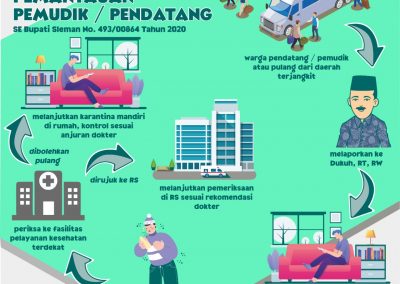 PEMANTAUAN
PEMUDIK / PENDATANG
SE Bupati Sleman No. 493/00864 Tahun 2020
warga pendatang / pemudik
atau pulang dari daerah
terjangkit
melanjutkan karantina mandiri
di rumah, kontrol sesuai
anjuran dokter
dibolehkan
pulang
dirujuk ke RS
melanjutkan pemeriksaan
di RS sesuai rekomendasi
dokter
melaporkan ke
Dukuh, RT, RW
periksa ke fasilitas
pelayanan kesehatan
terdekat